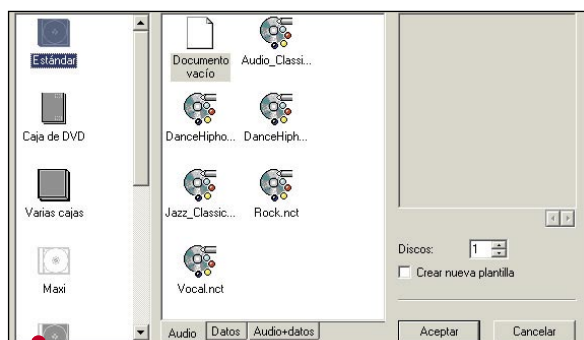 Estándar
Caja de DVD
Varias cajas
Maxi
Documento
vacío
Audio_Classi...
DanceHipho...
DanceHiph...
Jazz_Classic...
Rock.nct
Vocal.nct
Audio
Datos
Audio+datos
Discos:
1
Crear nueva plantilla
Aceptar
Cancelar